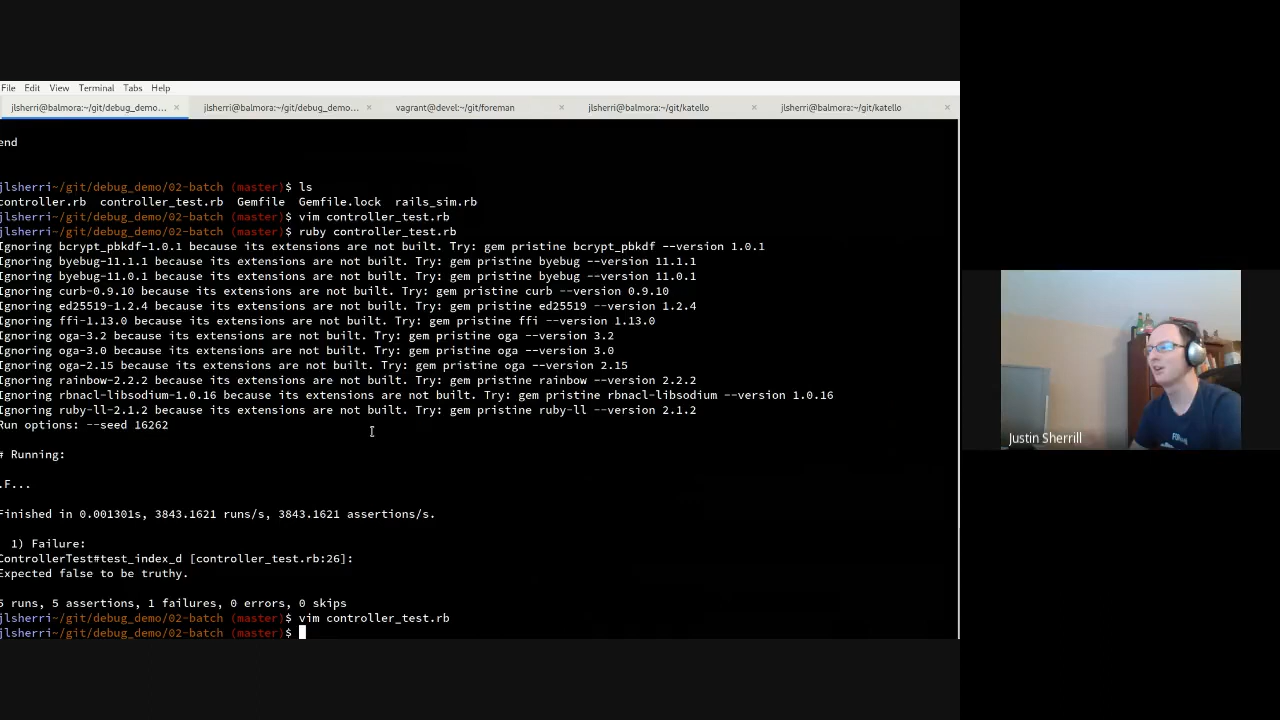 File Edit View Terminal Tabs Help
jlsherri@balmora:~/git/debug_demo... × jlsherri@balmora:~/git/debug_demo... × vagrant@devel:~/git/foreman × jlsherri@balmora:~/git/katello × jlsherri@balmora:~/git/katello ×
end
jlsherri~/git/debug_demo/02-batch (master)$ ls
controller.rb controller_test.rb Gemfile Gemfile.lock rails_sim.rb
jlsherri~/git/debug_demo/02-batch (master)$ vim controller_test.rb
jlsherri~/git/debug_demo/02-batch (master)$ ruby controller_test.rb
Ignoring bcrypt_pbkdf-1.0.1 because its extensions are not built. Try: gem pristine bcrypt_pbkdf --version 1.0.1
Ignoring byebug-11.1.1 because its extensions are not built. Try: gem pristine byebug --version 11.1.1
Ignoring byebug-11.0.1 because its extensions are not built. Try: gem pristine byebug --version 11.0.1
Ignoring curb-0.9.10 because its extensions are not built. Try: gem pristine curb --version 0.9.10
Ignoring ed25519-1.2.4 because its extensions are not built. Try: gem pristine ed25519 --version 1.2.4
Ignoring ffi-1.13.0 because its extensions are not built. Try: gem pristine ffi --version 1.13.0
Ignoring oga-3.2 because its extensions are not built. Try: gem pristine oga --version 3.2
Ignoring oga-3.0 because its extensions are not built. Try: gem pristine oga --version 3.0
Ignoring oga-2.15 because its extensions are not built. Try: gem pristine oga --version 2.15
Ignoring rainbow-2.2.2 because its extensions are not built. Try: gem pristine rainbow --version 2.2.2
Ignoring rbnacl-libsodium-1.0.16 because its extensions are not built. Try: gem pristine rbnacl-libsodium --version 1.0.16
Ignoring ruby-ll-2.1.2 because its extensions are not built. Try: gem pristine ruby-ll --version 2.1.2
Run options: --seed 16262
# Running:
.F...
Finished in 0.001301s, 3843.1621 runs/s, 3843.1621 assertions/s.
1) Failure:
ControllerTest#test_index_d [controller_test.rb:26]:
Expected false to be truthy.
5 runs, 5 assertions, 1 failures, 0 errors, 0 skips
jlsherri~/git/debug_demo/02-batch (master)$ vim controller_test.rb
jlsherri~/git/debug_demo/02-batch (master)$
Justin Sherrill